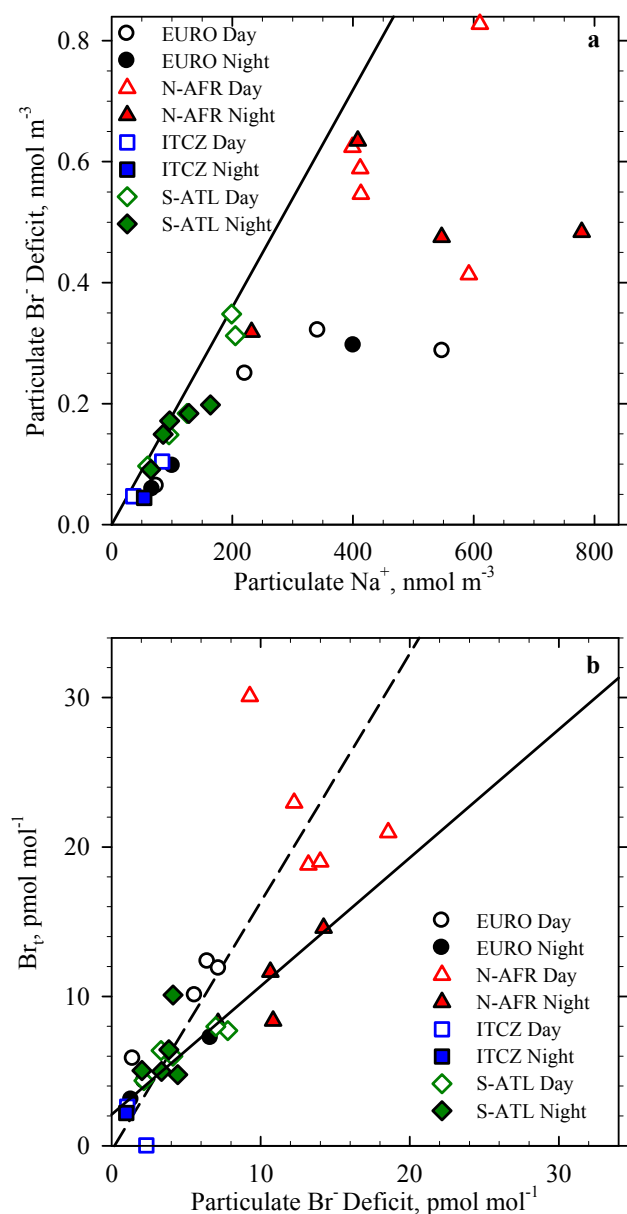 a
EURO Day
EURO Night
N-AFR Day
N-AFR Night
ITCZ Day
ITCZ Night
S-ATL Day
S-ATL Night
0.8
0.6
0.4
0.2
0.0
Particulate Br⁻ Deficit, nmol m⁻³
0 200 400 600 800
Particulate Na⁺, nmol m⁻³
b
30
20
10
0
Brₜ, pmol mol⁻¹
EURO Day
EURO Night
N-AFR Day
N-AFR Night
ITCZ Day
ITCZ Night
S-ATL Day
S-ATL Night
0 10 20 30
Particulate Br⁻ Deficit, pmol mol⁻¹